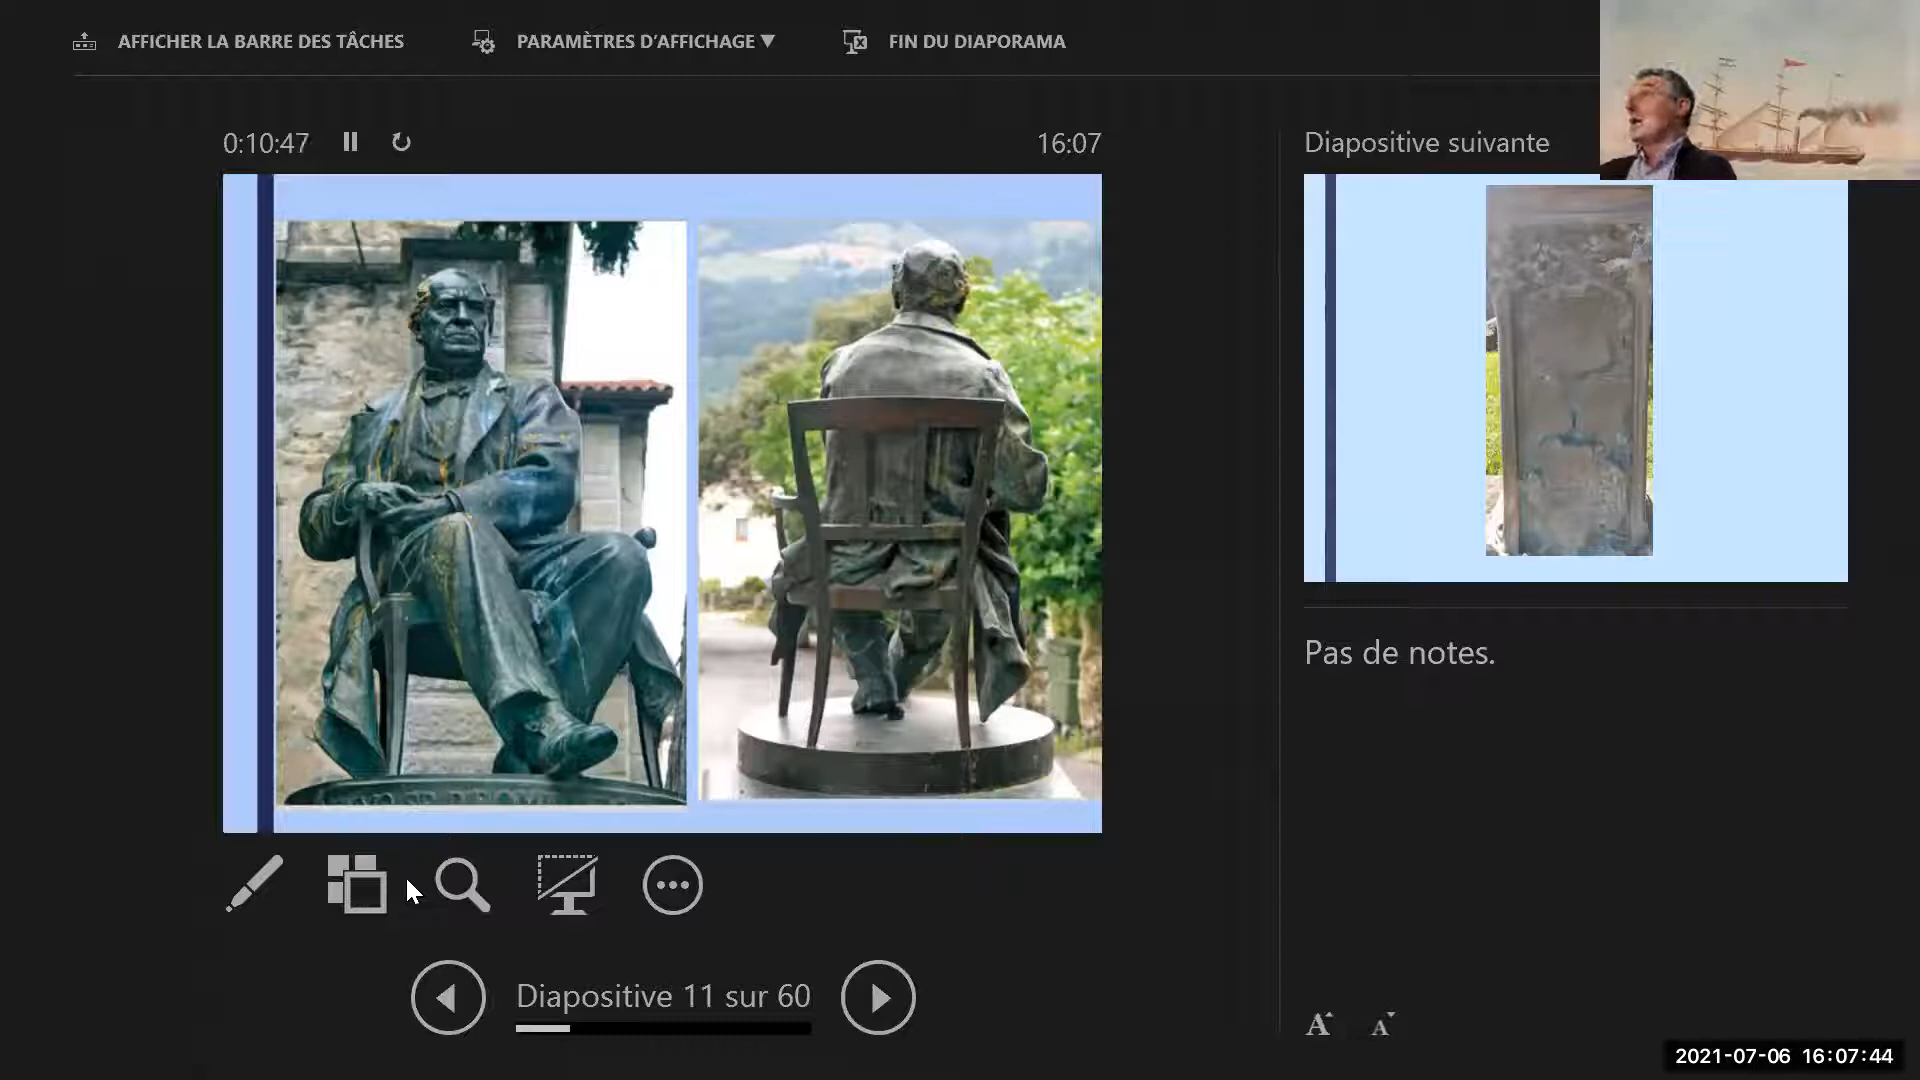 AFFICHER LA BARRE DES TÂCHES
PARAMÈTRES D'AFFICHAGE ▼
FIN DU DIAPORAMA
0:10:47
16:07
Diapositive suivante
Pas de notes.
Diapositive 11 sur 60
A A
2021-07-06 16:07:44